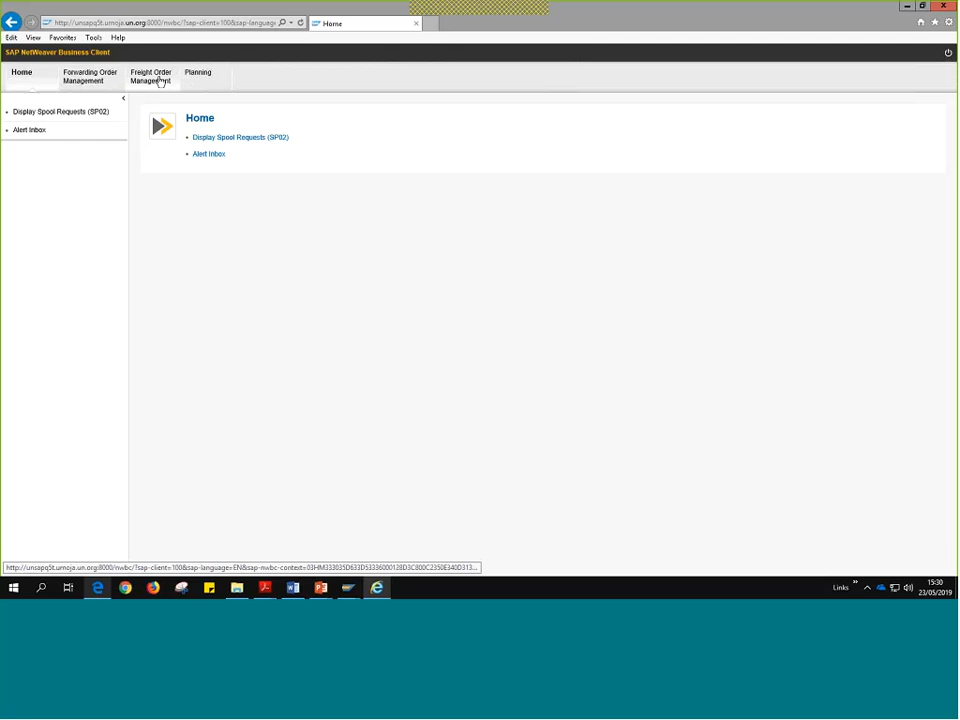 http://unsapq5t.umoja.un.org:8000/nwbc/?sap-client=100&sap-language
Home
Edit View Favorites Tools Help
SAP NetWeaver Business Client
Home
Forwarding Order
Management
Freight Order
Management
Planning
Display Spool Requests (SP02)
Alert Inbox
Home
Display Spool Requests (SP02)
Alert Inbox
Links
15:30
23/05/2019